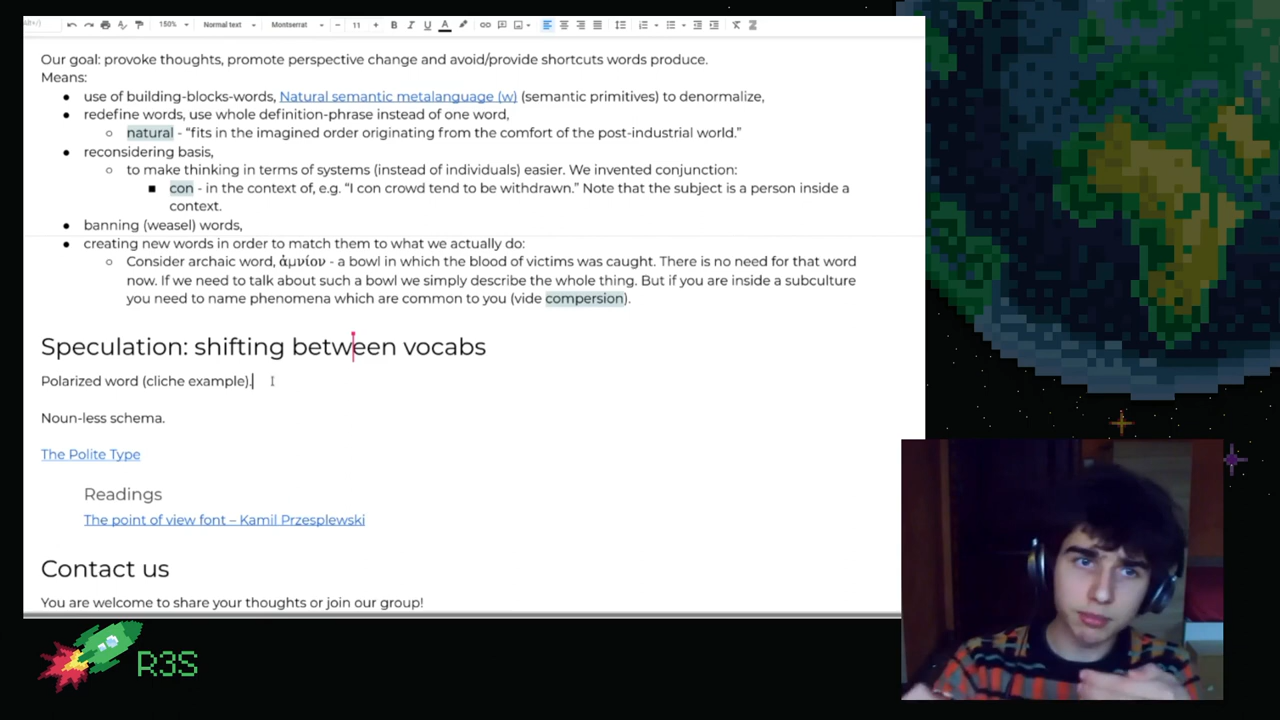 150% Normal text Montserrat − 11 + B I U A
Our goal: provoke thoughts, promote perspective change and avoid/provide shortcuts words produce.
Means:
● use of building-blocks-words, Natural semantic metalanguage (w) (semantic primitives) to denormalize,
● redefine words, use whole definition-phrase instead of one word,
○ natural - “fits in the imagined order originating from the comfort of the post-industrial world.”
● reconsidering basis,
○ to make thinking in terms of systems (instead of individuals) easier. We invented conjunction:
■ con - in the context of, e.g. “I con crowd tend to be withdrawn.” Note that the subject is a person inside a
context.
● banning (weasel) words,
● creating new words in order to match them to what we actually do:
○ Consider archaic word, ἀμνίον - a bowl in which the blood of victims was caught. There is no need for that word
now. If we need to talk about such a bowl we simply describe the whole thing. But if you are inside a subculture
you need to name phenomena which are common to you (vide compersion).
Speculation: shifting between vocabs
Polarized word (cliche example).
Noun-less schema.
The Polite Type
Readings
The point of view font – Kamil Przesplewski
Contact us
You are welcome to share your thoughts or join our group!
R3S